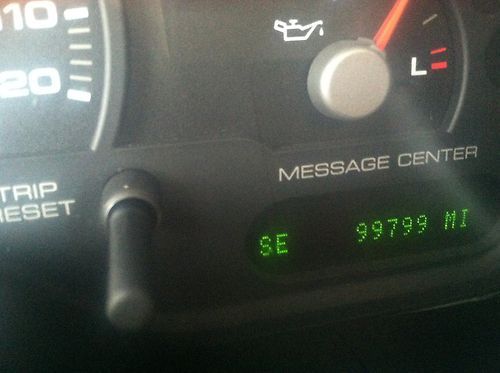 10
20
L
MESSAGE CENTER
TRIP
RESET
SE 99799 MI